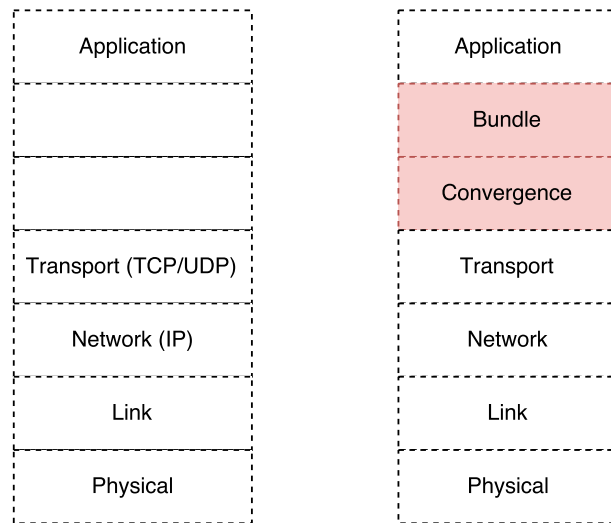 Application
Transport (TCP/UDP)
Network (IP)
Link
Physical
Application
Bundle
Convergence
Transport
Network
Link
Physical